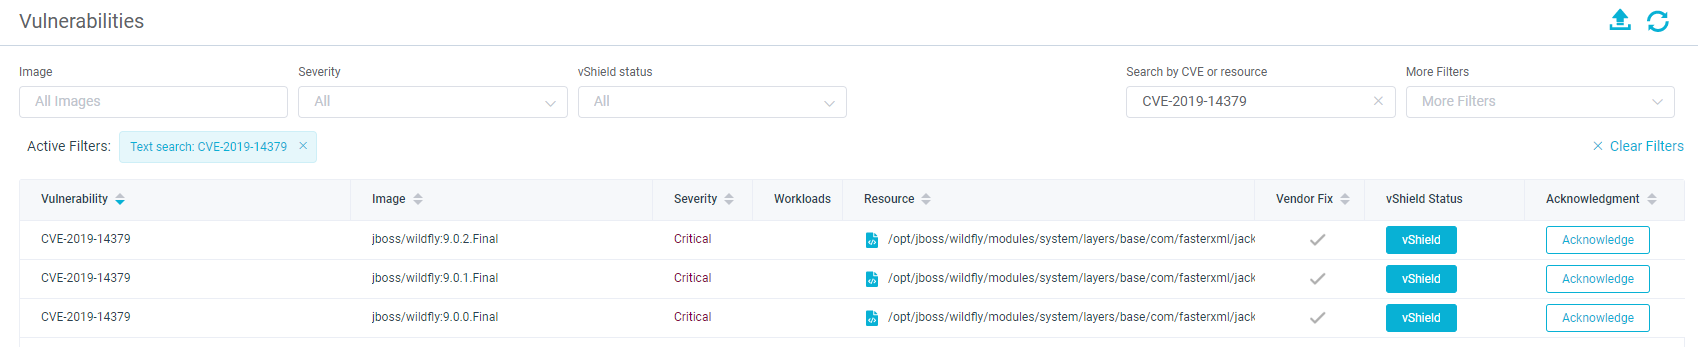 Vulnerabilities
Image Severity vShield status Search by CVE or resource More Filters
All Images All All CVE-2019-14379 More Filters
Active Filters: Text search: CVE-2019-14379 Clear Filters
Vulnerability Image Severity Workloads Resource Vendor Fix vShield Status Acknowledgment
CVE-2019-14379 jboss/wildfly:9.0.2.Final Critical /opt/jboss/wildfly/modules/system/layers/base/com/fasterxml/jack vShield Acknowledge
CVE-2019-14379 jboss/wildfly:9.0.1.Final Critical /opt/jboss/wildfly/modules/system/layers/base/com/fasterxml/jack vShield Acknowledge
CVE-2019-14379 jboss/wildfly:9.0.0.Final Critical /opt/jboss/wildfly/modules/system/layers/base/com/fasterxml/jack vShield Acknowledge